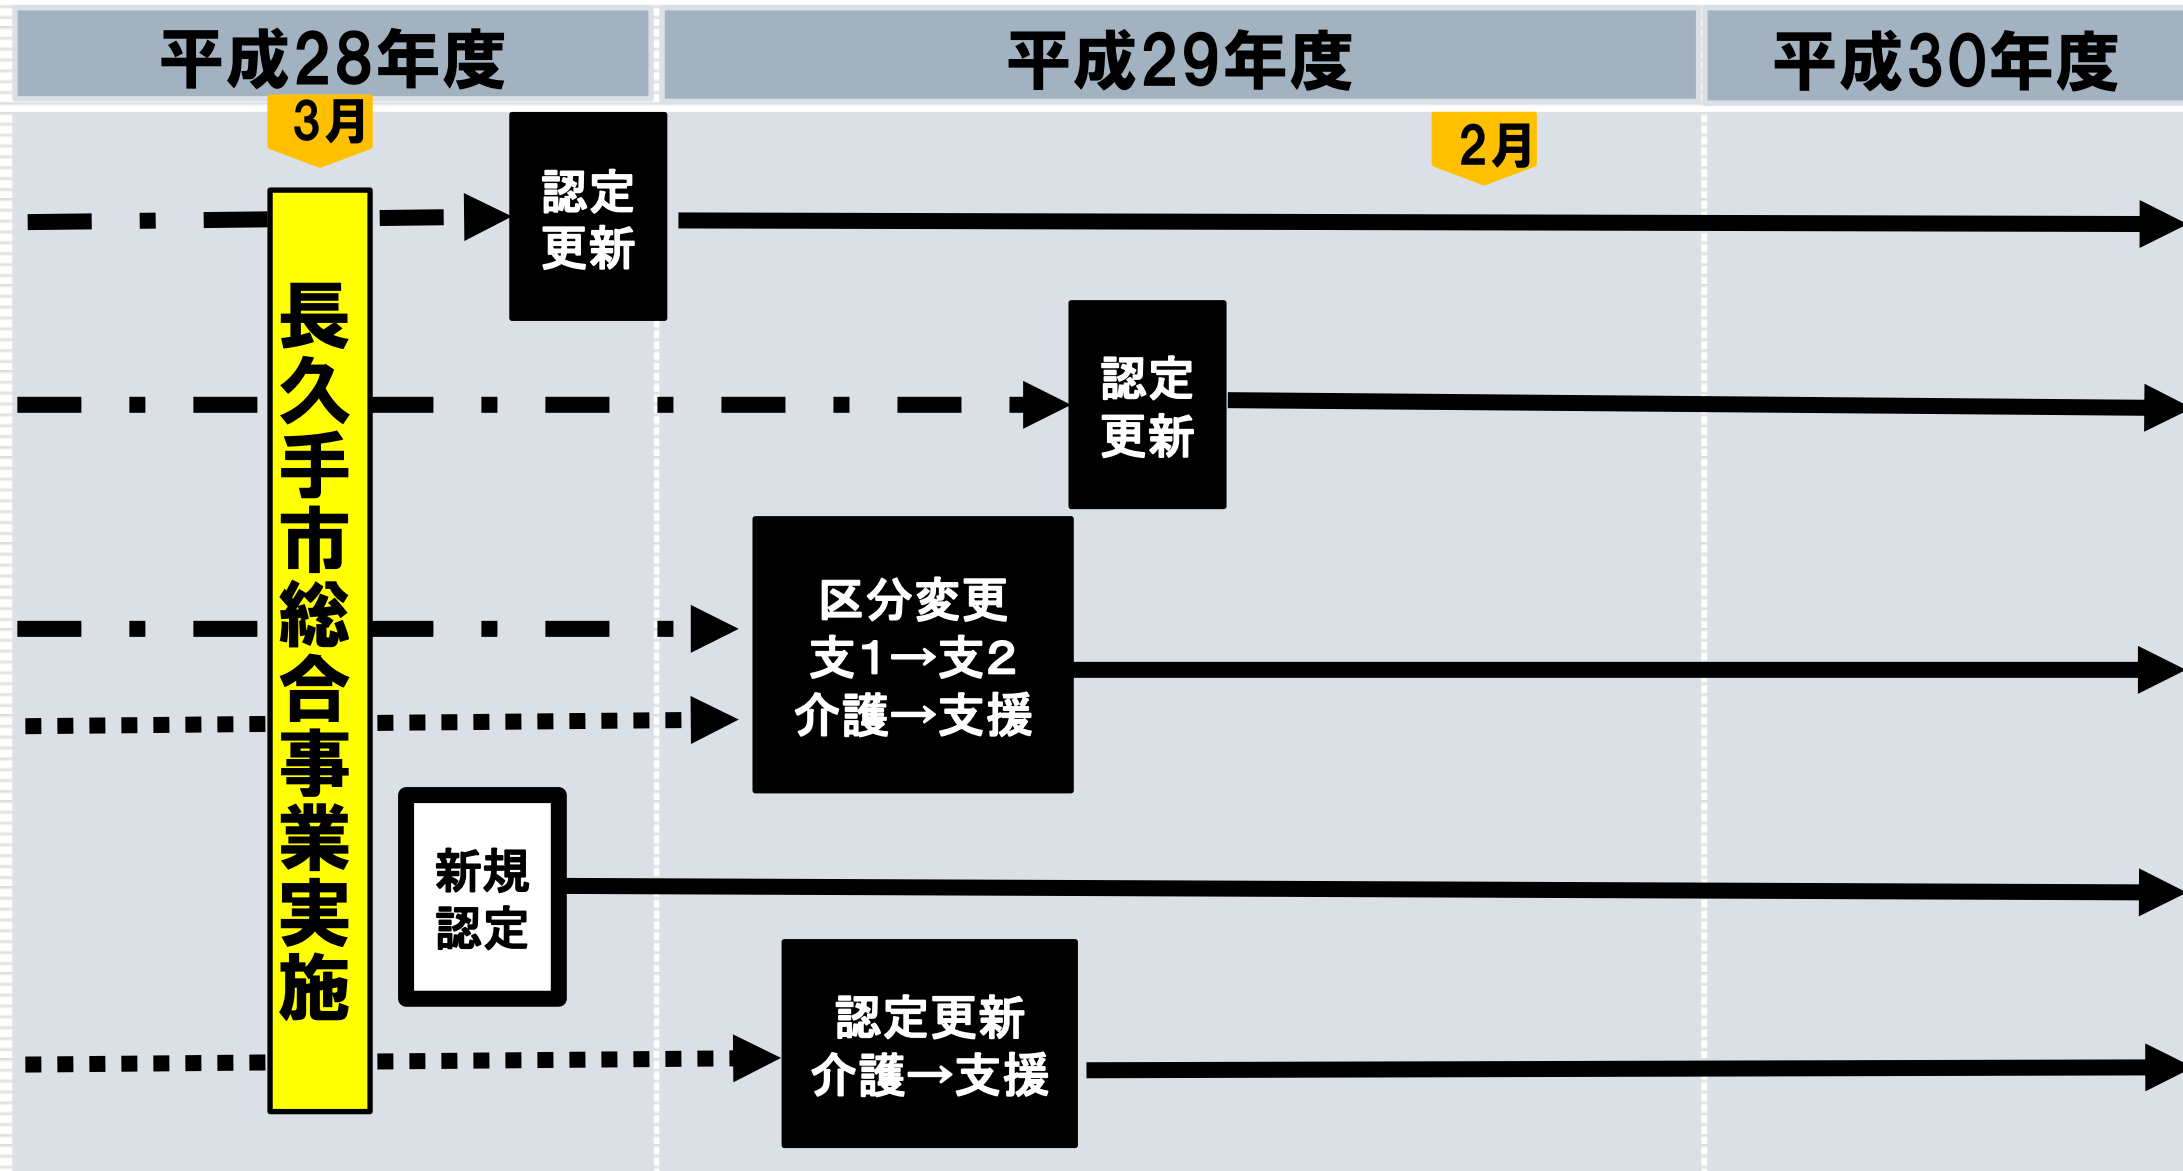 平成28年度
平成29年度
平成30年度
3月
2月
長久手市総合事業実施
認定
更新
認定
更新
区分変更
支1→支2
介護→支援
新規
認定
認定更新
介護→支援